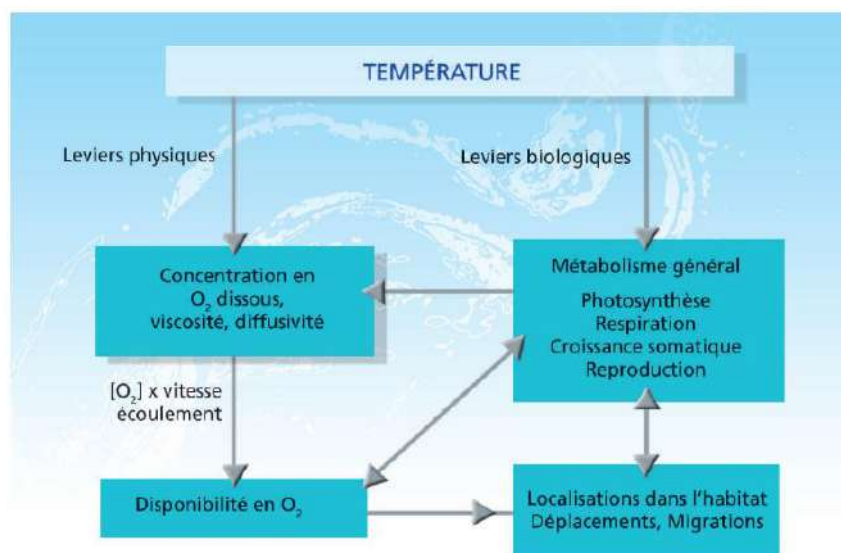 TEMPÉRATURE
Leviers physiques
Leviers biologiques
Concentration en
O₂ dissous,
viscosité, diffusivité
Métabolisme général
Photosynthèse
Respiration
Croissance somatique
Reproduction
[O₂] x vitesse
écoulement
Disponibilité en O₂
Localisations dans l'habitat
Déplacements, Migrations